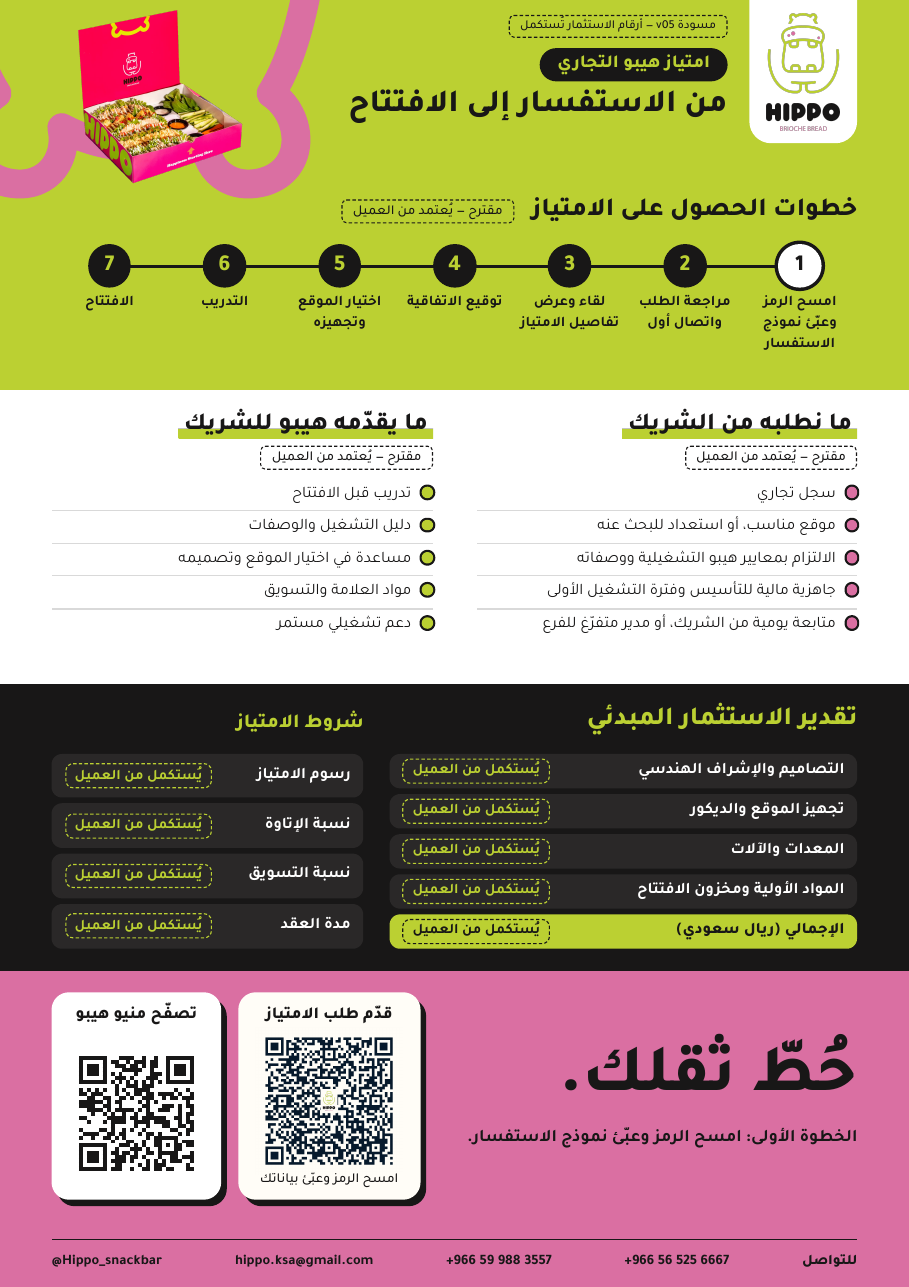 مسودة v05 – أرقام الاستثمار تُستكمل
امتياز هيبو التجاري
من الاستفسار إلى الافتتاح
HIPPO
BRIOCHE BREAD
HIPPO
HIPPO
خطوات الحصول على الامتياز
مقترح – يُعتمد من العميل
1
امسح الرمز
وعبّئ نموذج
الاستفسار
2
مراجعة الطلب
واتصال أول
3
لقاء وعرض
تفاصيل الامتياز
4
توقيع الاتفاقية
5
اختيار الموقع
وتجهيزه
6
التدريب
7
الافتتاح
ما نطلبه من الشريك
مقترح – يُعتمد من العميل
سجل تجاري
موقع مناسب، أو استعداد للبحث عنه
الالتزام بمعايير هيبو التشغيلية ووصفاته
جاهزية مالية للتأسيس وفترة التشغيل الأولى
متابعة يومية من الشريك، أو مدير متفرّغ للفرع
ما يقدّمه هيبو للشريك
مقترح – يُعتمد من العميل
تدريب قبل الافتتاح
دليل التشغيل والوصفات
مساعدة في اختيار الموقع وتصميمه
مواد العلامة والتسويق
دعم تشغيلي مستمر
تقدير الاستثمار المبدئي
التصاميم والإشراف الهندسي يُستكمل من العميل
تجهيز الموقع والديكور يُستكمل من العميل
المعدات والآلات يُستكمل من العميل
المواد الأولية ومخزون الافتتاح يُستكمل من العميل
الإجمالي (ريال سعودي) يُستكمل من العميل
شروط الامتياز
رسوم الامتياز يُستكمل من العميل
نسبة الإتاوة يُستكمل من العميل
نسبة التسويق يُستكمل من العميل
مدة العقد يُستكمل من العميل
حُطّ ثقلك.
الخطوة الأولى: امسح الرمز وعبّئ نموذج الاستفسار.
قدّم طلب الامتياز
HIPPO
امسح الرمز وعبّئ بياناتك
تصفّح منيو هيبو
للتواصل
+966 56 525 6667
+966 59 988 3557
hippo.ksa@gmail.com
@Hippo_snackbar